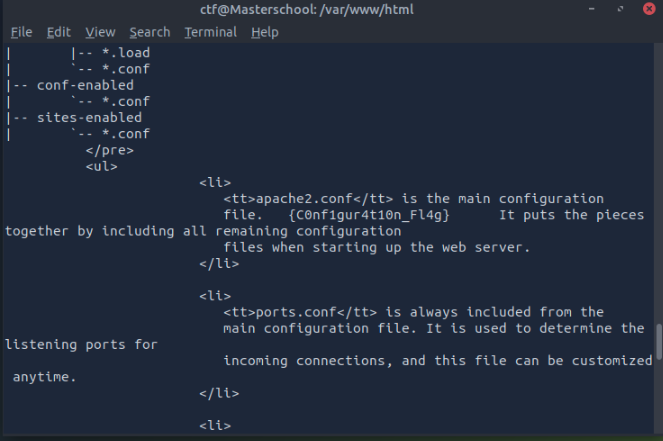 ctf@Masterschool: /var/www/html
File Edit View Search Terminal Help
|       |-- *.load
|       `-- *.conf
|-- conf-enabled
|       `-- *.conf
|-- sites-enabled
|       `-- *.conf
          </pre>
          <ul>
                        <li>
                           <tt>apache2.conf</tt> is the main configuration
                           file.   {C0nf1gur4t10n_Fl4g}      It puts the pieces
together by including all remaining configuration
                           files when starting up the web server.
                        </li>

                        <li>
                           <tt>ports.conf</tt> is always included from the
                           main configuration file. It is used to determine the
listening ports for
                           incoming connections, and this file can be customized
 anytime.
                        </li>

                        <li>